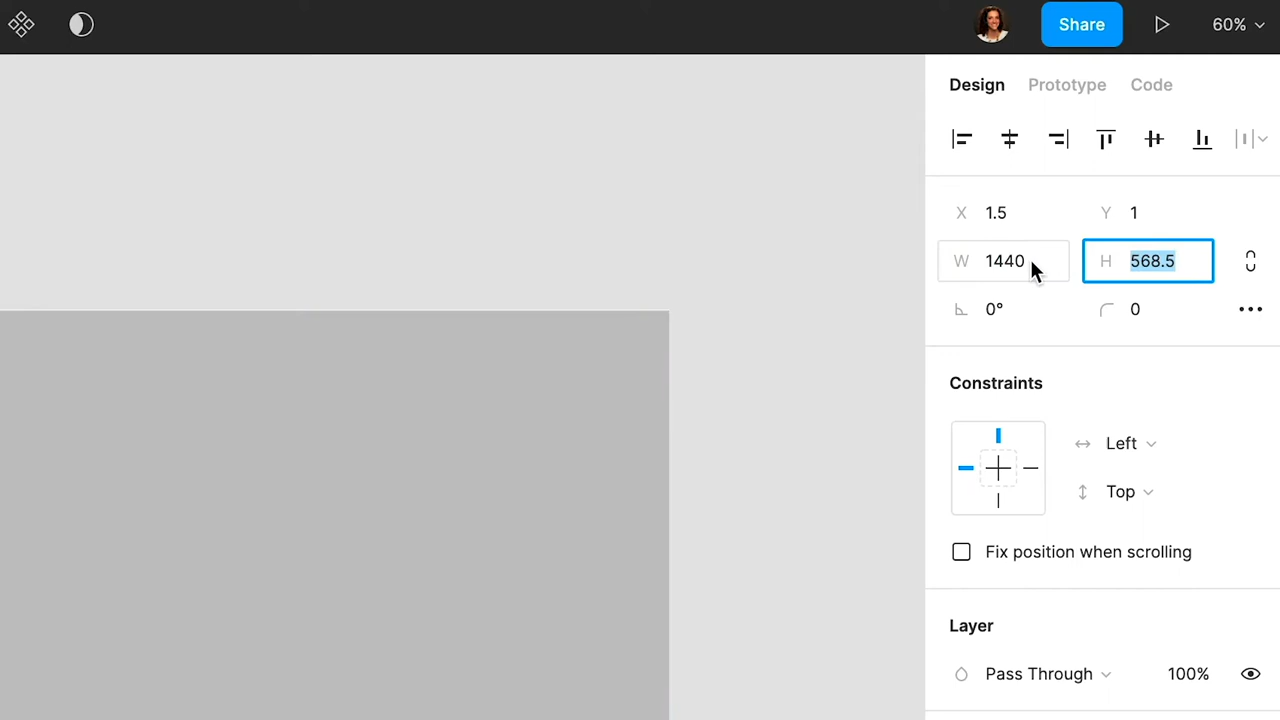 Share 60%
Design Prototype Code
X 1.5 Y 1
W 1440 H 568.5
0° 0
Constraints
Left
Top
Fix position when scrolling
Layer
Pass Through 100%